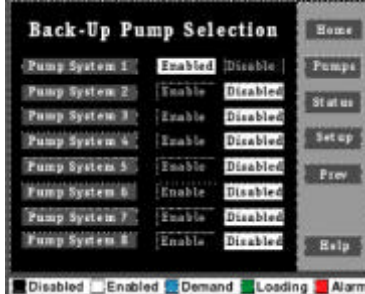 Back-Up Pump Selection Home
Pump System 1 Enabled Disable Pumps
Pump System 2 Enable Disabled
Status
Pump System 3 Enable Disabled
Pump System 4 Enable Disabled Setup
Pump System 5 Enable Disabled
Prev
Pump System 6 Enable Disabled
Pump System 7 Enable Disabled
Pump System 8 Enable Disabled Help
Disabled Enabled Demand Loading Alarm